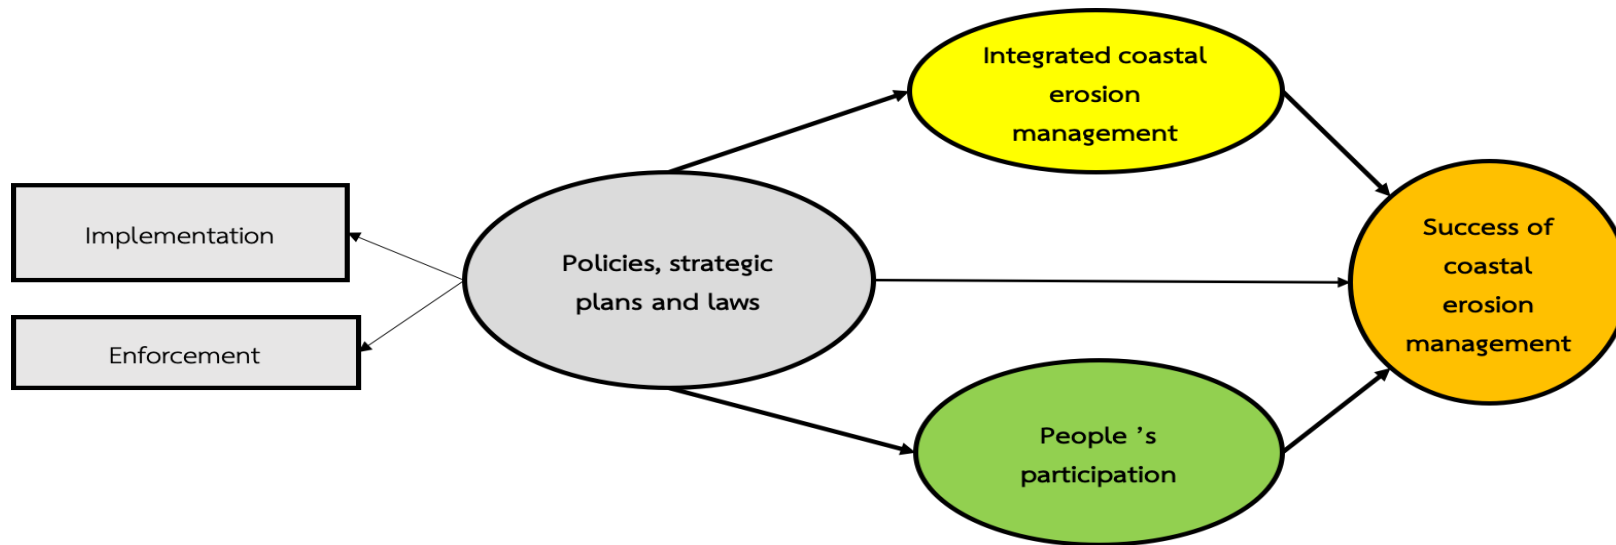 Integrated coastal
erosion
management
Implementation
Enforcement
Policies, strategic
plans and laws
Success of
coastal
erosion
management
People ’s
participation